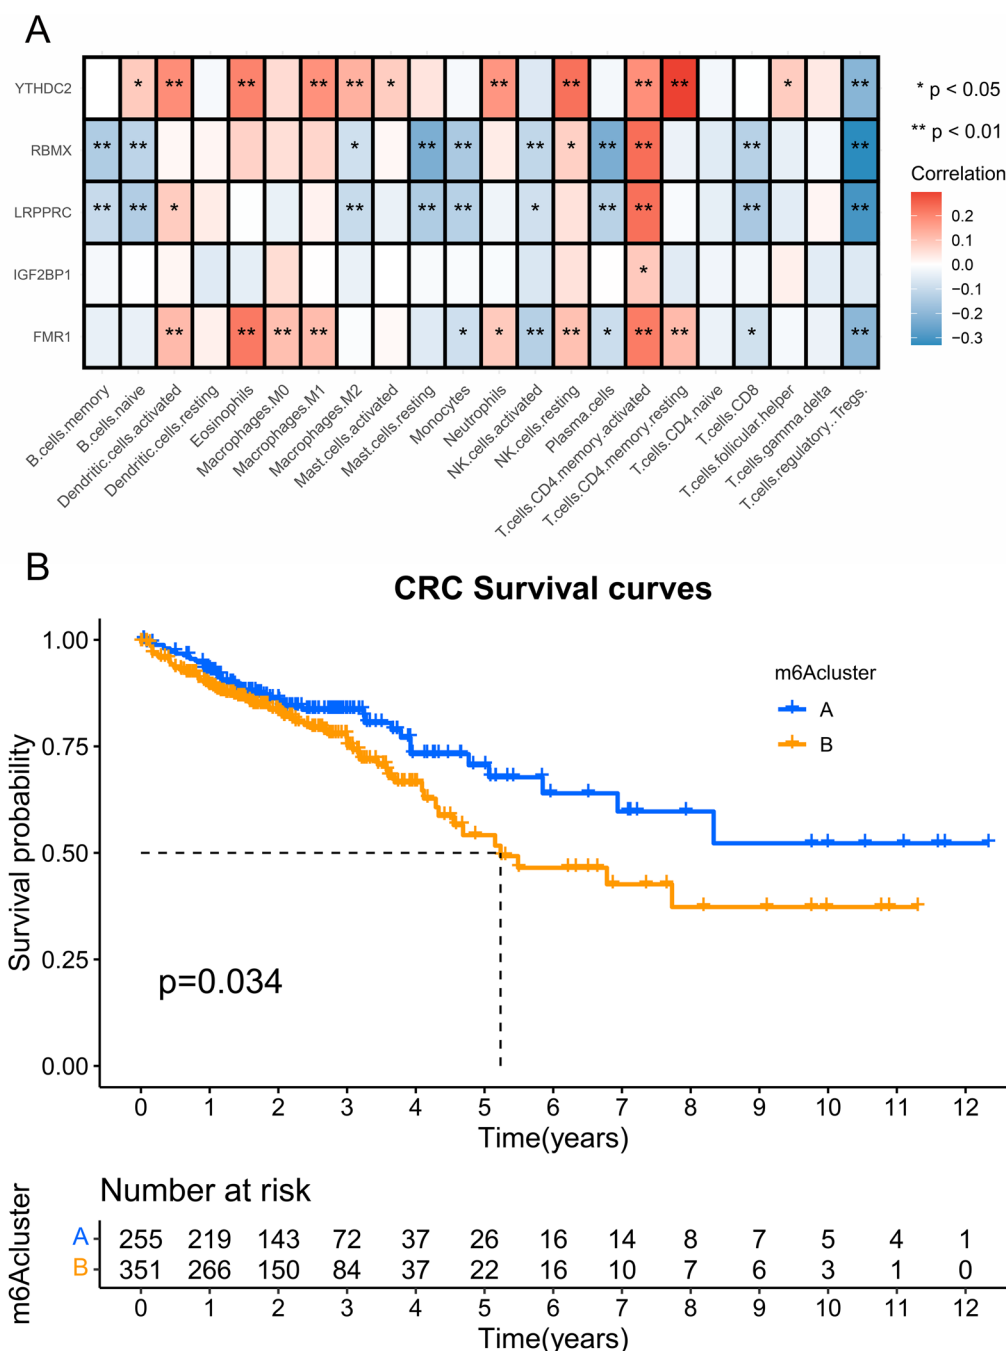 A
YTHDC2 * ** ** ** ** * ** ** ** ** * **
RBMX ** ** * ** ** ** * ** ** ** **
LRPPRC ** ** * ** ** ** * ** ** ** **
IGF2BP1 *
FMR1 ** ** ** ** * * ** ** * ** ** * **
* p < 0.05
** p < 0.01
Correlation
0.2
0.1
0.0
−0.1
−0.2
−0.3
B.cells.memory
B.cells.naive
Dendritic.cells.activated
Dendritic.cells.resting
Eosinophils
Macrophages.M0
Macrophages.M1
Macrophages.M2
Mast.cells.activated
Mast.cells.resting
Monocytes
Neutrophils
NK.cells.activated
NK.cells.resting
Plasma.cells
T.cells.CD4.memory.activated
T.cells.CD4.memory.resting
T.cells.CD4.naive
T.cells.CD8
T.cells.follicular.helper
T.cells.gamma.delta
T.cells.regulatory..Tregs.
B
CRC Survival curves
Survival probability
1.00
0.75
0.50
0.25
0.00
m6Acluster
A
B
p=0.034
0 1 2 3 4 5 6 7 8 9 10 11 12
Time(years)
Number at risk
m6Acluster
A 255 219 143 72 37 26 16 14 8 7 5 4 1
B 351 266 150 84 37 22 16 10 7 6 3 1 0
0 1 2 3 4 5 6 7 8 9 10 11 12
Time(years)